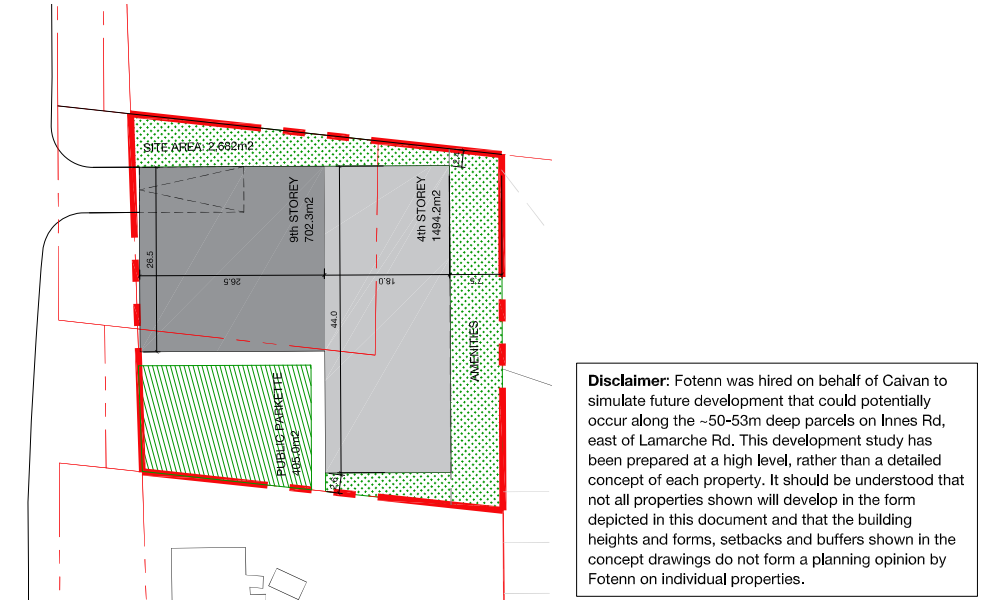 SITE AREA: 2,682m2
9th STOREY
702.3m2
4th STOREY
1494.2m2
26.5
26.5
18.0
7.5
44.0
AMENITIES
PUBLIC PARKETTE
405.0m2
Disclaimer: Fotenn was hired on behalf of Caivan to
simulate future development that could potentially
occur along the ~50-53m deep parcels on Innes Rd,
east of Lamarche Rd. This development study has
been prepared at a high level, rather than a detailed
concept of each property. It should be understood that
not all properties shown will develop in the form
depicted in this document and that the building
heights and forms, setbacks and buffers shown in the
concept drawings do not form a planning opinion by
Fotenn on individual properties.